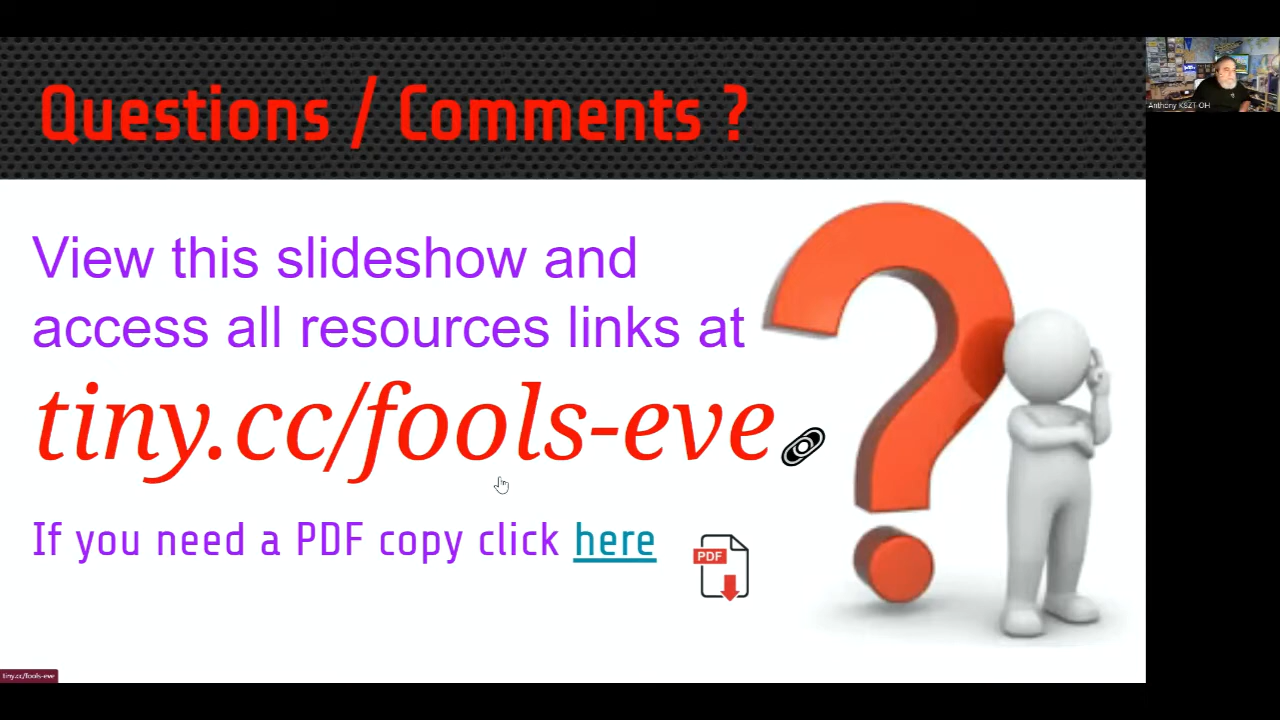 Questions / Comments ?
Anthony K8ZT-OH
View this slideshow and
access all resources links at
tiny.cc/fools-eve
If you need a PDF copy click here
PDF
tiny.cc/fools-eve